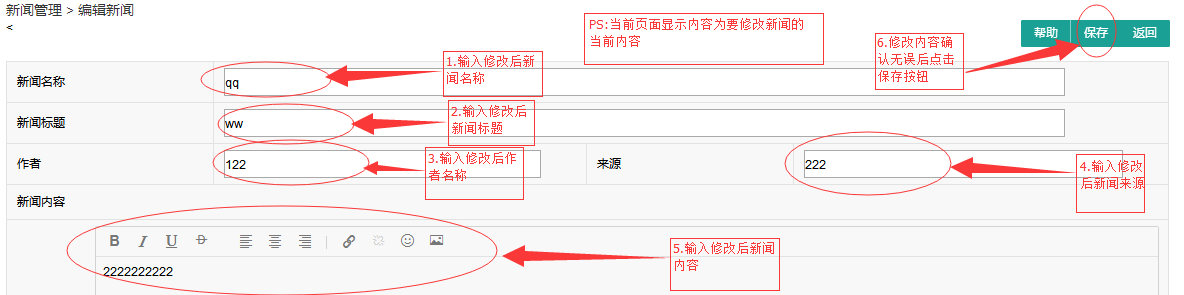 新闻管理 > 编辑新闻
<
PS:当前页面显示内容为要修改新闻的
当前内容
帮助 保存 返回
6.修改内容确
认无误后点击
保存按钮
1.输入修改后新
闻名称
新闻名称 qq
2.输入修改后
新闻标题
新闻标题 ww
3.输入修改后作
者名称
作者 122 来源 222
4.输入修改
后新闻来源
新闻内容
B I U D
5.输入修改后新闻
内容
2222222222